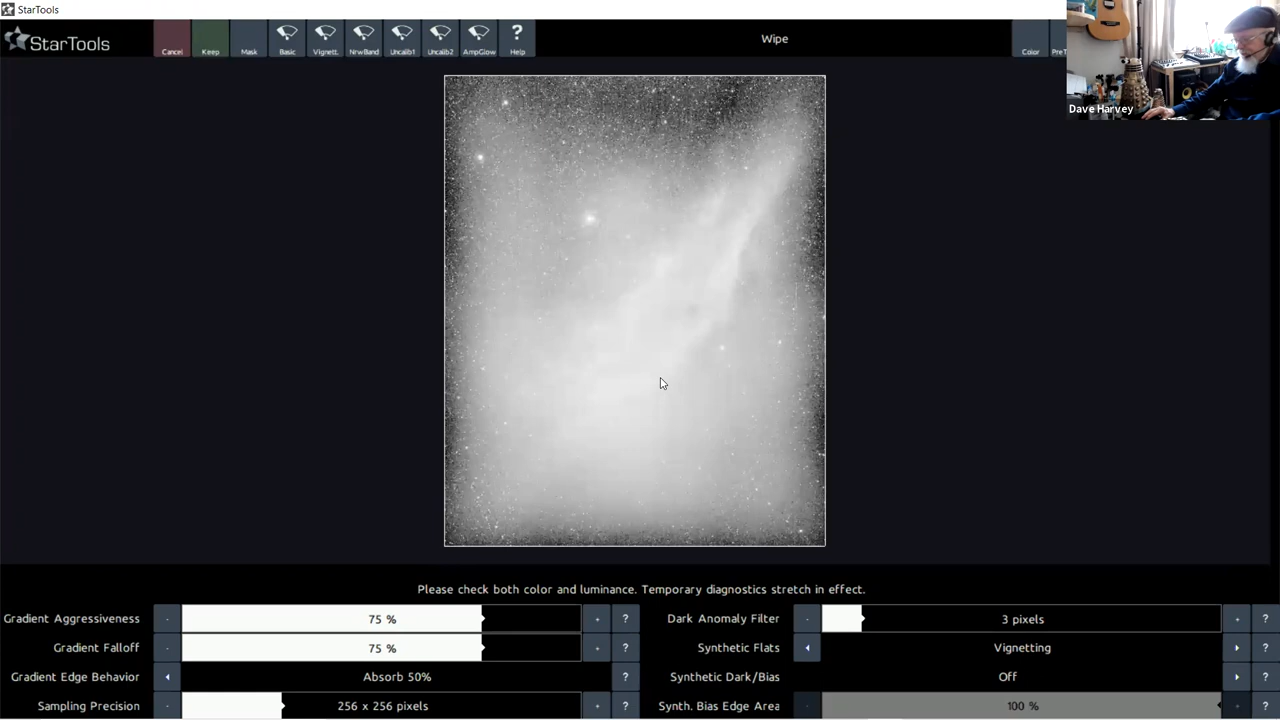 StarTools
StarTools
Cancel Keep Mask Basic Vignett. NrwBand Uncalib1 Uncalib2 AmpGlow Help
Wipe
Color
Dave Harvey
Please check both color and luminance. Temporary diagnostics stretch in effect.
Gradient Aggressiveness - 75 % + ?
Dark Anomaly Filter - 3 pixels + ?
Gradient Falloff - 75 % + ?
Synthetic Flats Vignetting ?
Gradient Edge Behavior Absorb 50% ?
Synthetic Dark/Bias Off ?
Sampling Precision - 256 x 256 pixels + ?
Synth. Bias Edge Area - 100 % + ?